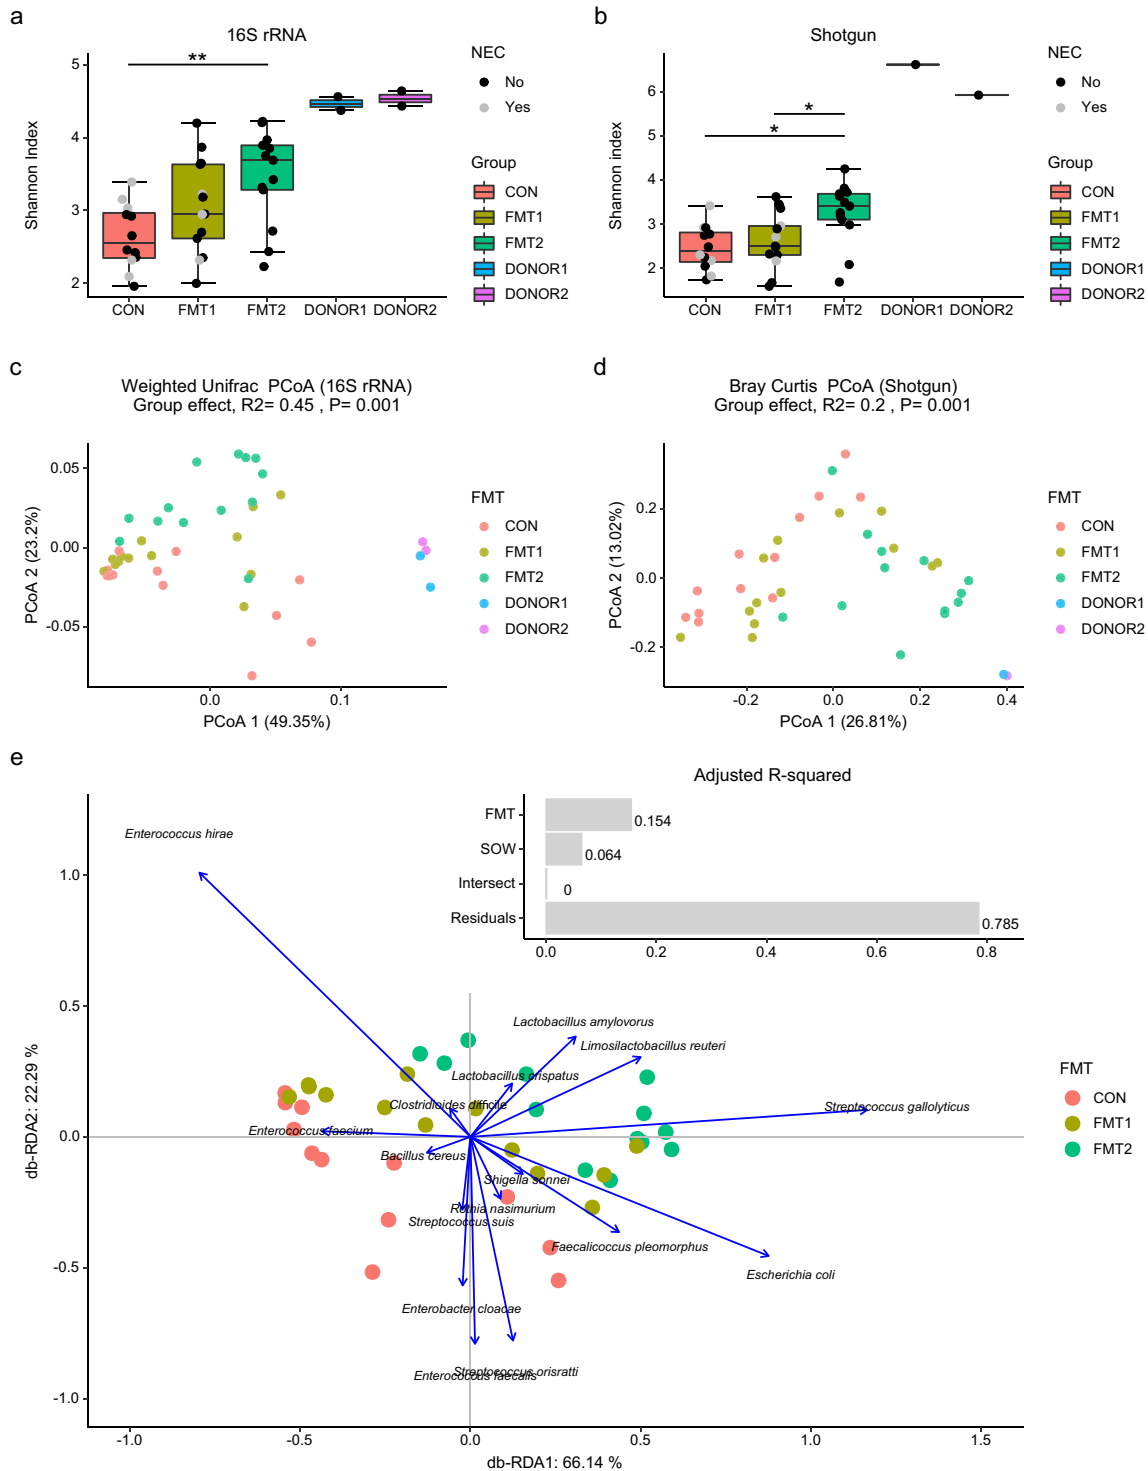 a
16S rRNA
**
5
4
3
2
Shannon Index
CON
FMT1
FMT2
DONOR1
DONOR2
NEC
No
Yes
Group
CON
FMT1
FMT2
DONOR1
DONOR2
b
Shotgun
*
*
6
5
4
3
2
Shannon index
CON
FMT1
FMT2
DONOR1
DONOR2
NEC
No
Yes
Group
CON
FMT1
FMT2
DONOR1
DONOR2
c
Weighted Unifrac PCoA (16S rRNA)
Group effect, R2= 0.45 , P= 0.001
0.05
0.00
-0.05
PCoA 2 (23.2%)
0.0
0.1
PCoA 1 (49.35%)
FMT
CON
FMT1
FMT2
DONOR1
DONOR2
d
Bray Curtis PCoA (Shotgun)
Group effect, R2= 0.2 , P= 0.001
0.2
0.0
-0.2
PCoA 2 (13.02%)
-0.2
0.0
0.2
0.4
PCoA 1 (26.81%)
FMT
CON
FMT1
FMT2
DONOR1
DONOR2
e
Adjusted R-squared
FMT
0.154
SOW
0.064
Intersect
0
Residuals
0.785
0.0
0.2
0.4
0.6
0.8
Enterococcus hirae
Lactobacillus amylovorus
Limosilactobacillus reuteri
Lactobacillus crispatus
Clostridioides difficile
Streptococcus gallolyticus
Enterococcus faecium
Bacillus cereus
Shigella sonnei
Rothia nasimurium
Streptococcus suis
Faecalicoccus pleomorphus
Escherichia coli
Enterobacter cloacae
Streptococcus orisratti
Enterococcus faecalis
1.0
0.5
0.0
-0.5
-1.0
db-RDA2: 22.29 %
-1.0
-0.5
0.0
0.5
1.0
1.5
db-RDA1: 66.14 %
FMT
CON
FMT1
FMT2